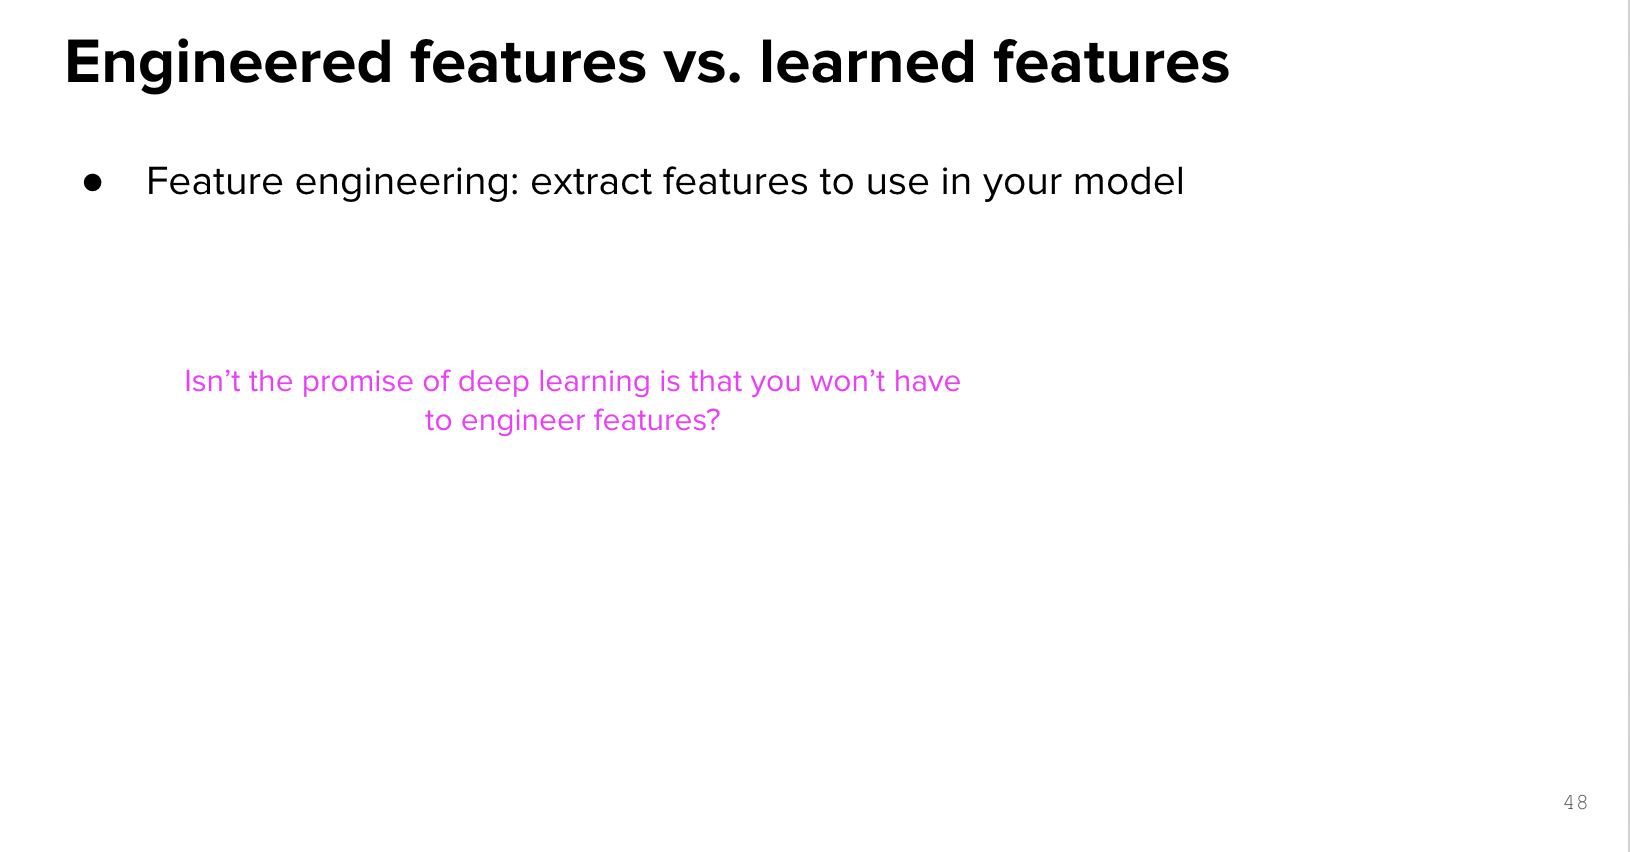 Engineered features vs. learned features
● Feature engineering: extract features to use in your model
Isn’t the promise of deep learning is that you won’t have
to engineer features?
48